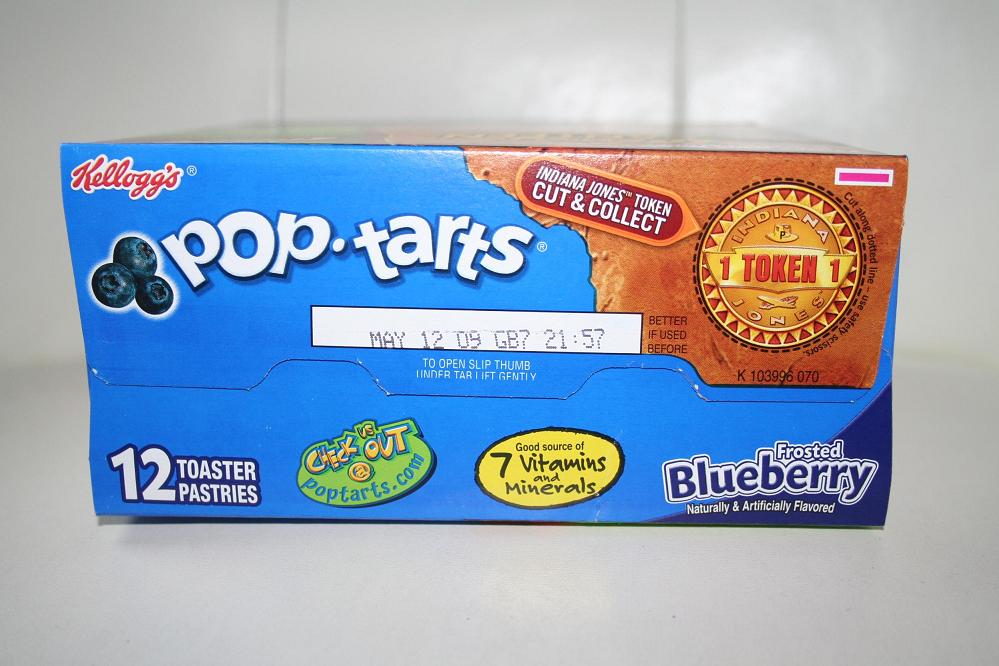 Kellogg's®
pop·tarts®
INDIANA JONES™ TOKEN
CUT & COLLECT
INDIANA
P
1 TOKEN 1
JONES
Cut along dotted line - use safety scissors.
MAY 12 09 GB7 21:57
BETTER
IF USED
BEFORE
TO OPEN SLIP THUMB
UNDER TAB LIFT GENTLY
K 103996 070
12 TOASTER
PASTRIES
CHECK US OUT
@
poptarts.com
Good source of
7 Vitamins
and
Minerals
Frosted
Blueberry
Naturally & Artificially Flavored